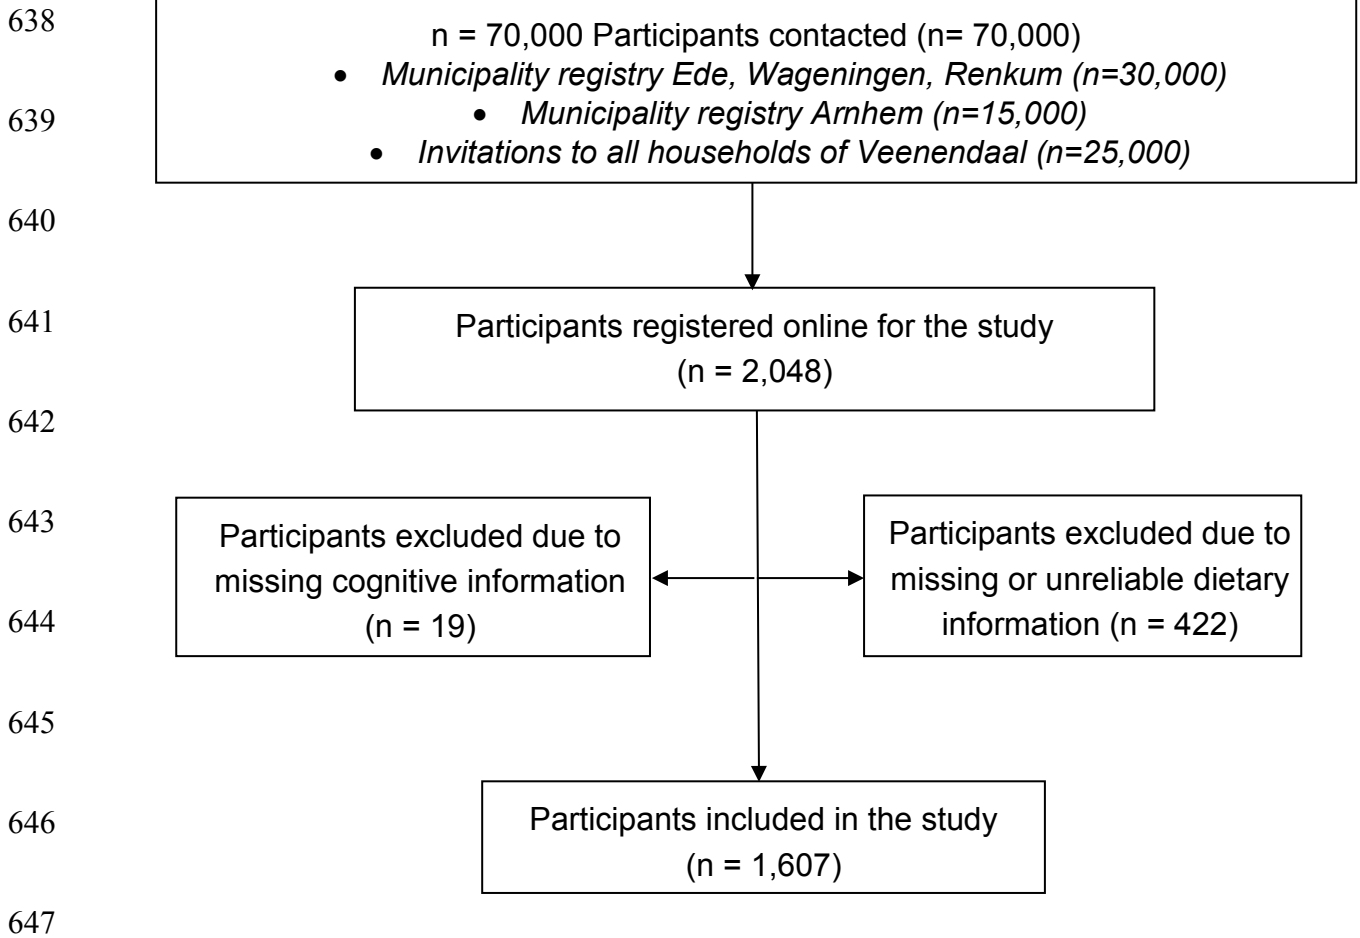 638
n = 70,000 Participants contacted (n= 70,000)
• Municipality registry Ede, Wageningen, Renkum (n=30,000)
639
• Municipality registry Arnhem (n=15,000)
• Invitations to all households of Veenendaal (n=25,000)
640
641
Participants registered online for the study
(n = 2,048)
642
643
Participants excluded due to
missing cognitive information
(n = 19)
Participants excluded due to
missing or unreliable dietary
information (n = 422)
644
645
646
Participants included in the study
(n = 1,607)
647